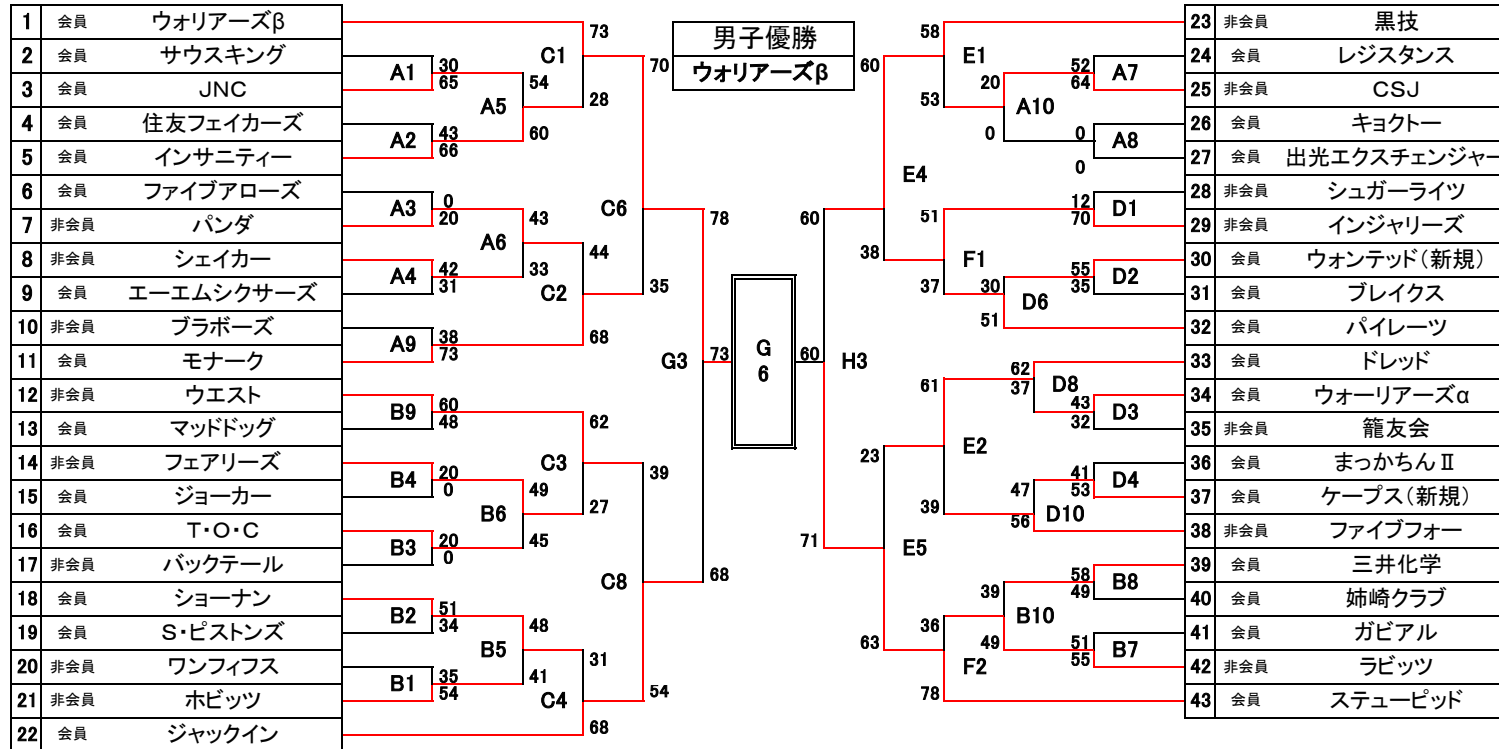 男子優勝
ウォリアーズβ
1 会員 ウォリアーズβ
2 会員 サウスキング
3 会員 JNC
4 会員 住友フェイカーズ
5 会員 インサニティー
6 会員 ファイブアローズ
7 非会員 パンダ
8 非会員 シェイカー
9 会員 エーエムシクサーズ
10 非会員 ブラボーズ
11 会員 モナーク
12 非会員 ウエスト
13 会員 マッドドッグ
14 非会員 フェアリーズ
15 会員 ジョーカー
16 会員 T・O・C
17 非会員 バックテール
18 会員 ショーナン
19 会員 S・ピストンズ
20 非会員 ワンフィフス
21 非会員 ホビッツ
22 会員 ジャックイン
A1 30
65
A2 43
66
A3 0
20
A4 42
31
A9 38
73
B9 60
48
B4 20
0
B3 20
0
B2 51
34
B1 35
54
A5 54
60
A6 43
33
B6 49
45
B5 48
41
C1 73
28
C2 44
68
C3 62
27
C4 31
68
C6 70
35
C8 39
54
G3 78
68
73
G
6
60
H3 60
71
E4 60
38
E5 23
63
E1 58
53
F1 51
37
E2 61
39
F2 36
78
A10 20
0
D6 30
51
D8 62
37
D10 47
56
B10 39
49
A7 52
64
A8 0
0
D1 12
70
D2 55
35
D3 43
32
D4 41
53
B8 58
49
B7 51
55
23 非会員 黒技
24 会員 レジスタンス
25 非会員 CSJ
26 会員 キョクトー
27 会員 出光エクスチェンジャー
28 非会員 シュガーライツ
29 非会員 インジャリーズ
30 会員 ウォンテッド(新規)
31 会員 ブレイクス
32 会員 パイレーツ
33 会員 ドレッド
34 会員 ウォーリアーズα
35 非会員 籠友会
36 会員 まっかちんⅡ
37 会員 ケープス(新規)
38 非会員 ファイブフォー
39 会員 三井化学
40 会員 姉崎クラブ
41 会員 ガビアル
42 非会員 ラビッツ
43 会員 ステューピッド